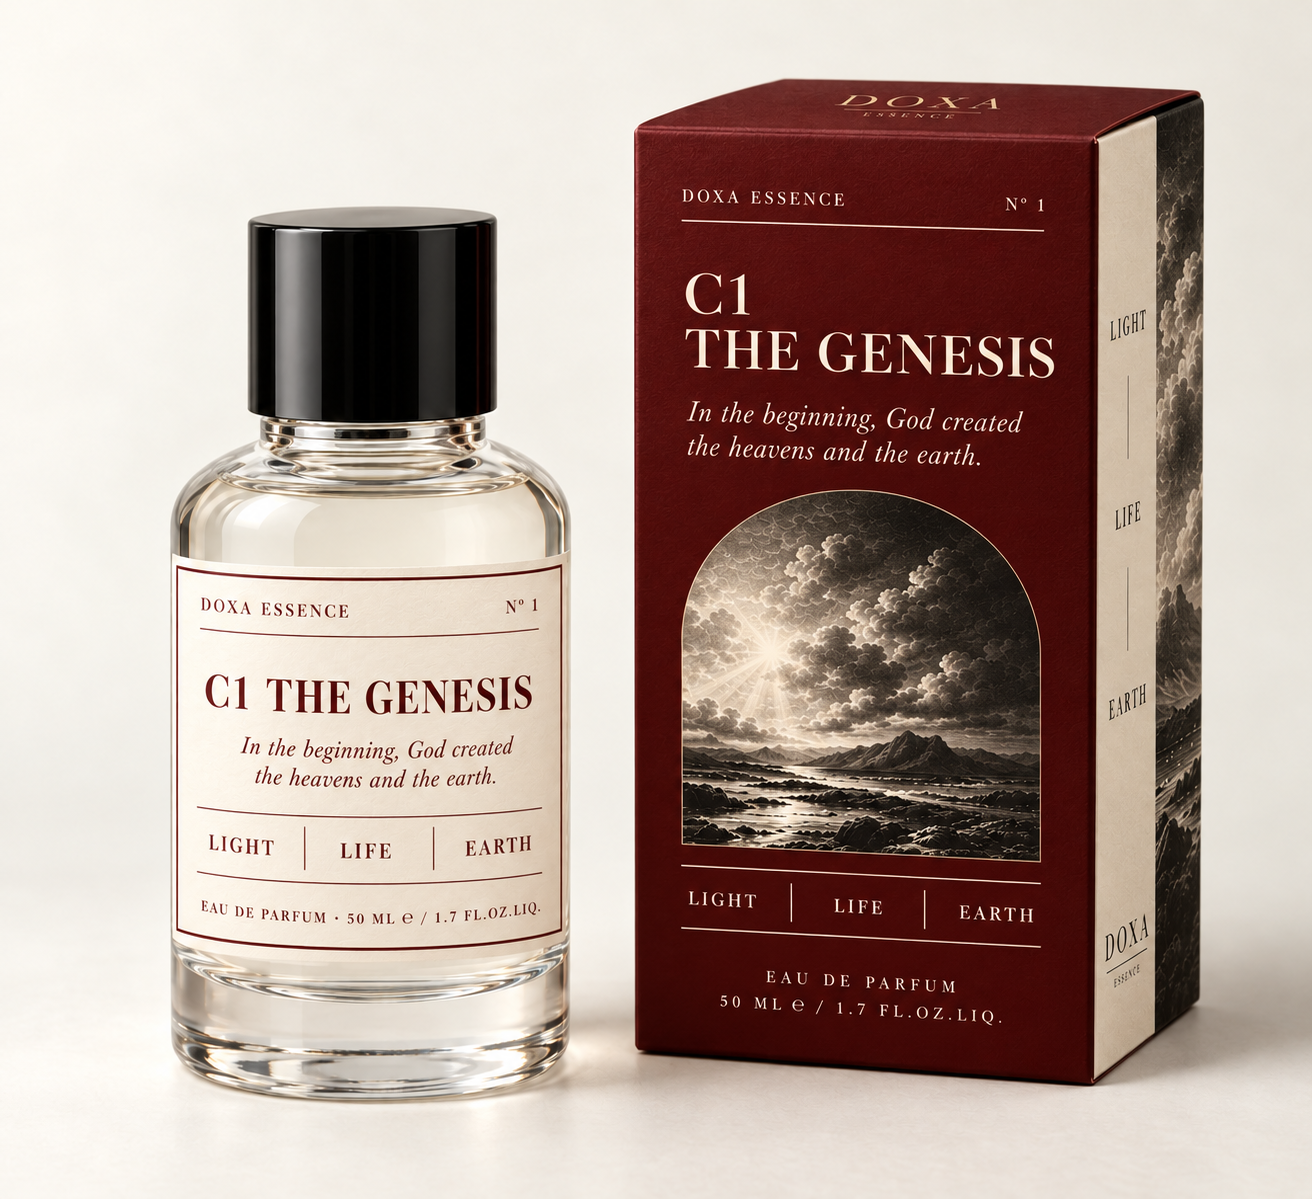 DOXA ESSENCE Nº 1
C1 THE GENESIS
In the beginning, God created
the heavens and the earth.
LIGHT LIFE EARTH
EAU DE PARFUM · 50 ML ℮ / 1.7 FL.OZ.LIQ.
DOXA
ESSENCE
DOXA ESSENCE Nº 1
C1
THE GENESIS
In the beginning, God created
the heavens and the earth.
LIGHT LIFE EARTH
EAU DE PARFUM
50 ML ℮ / 1.7 FL.OZ.LIQ.
LIGHT
LIFE
EARTH
DOXA
ESSENCE